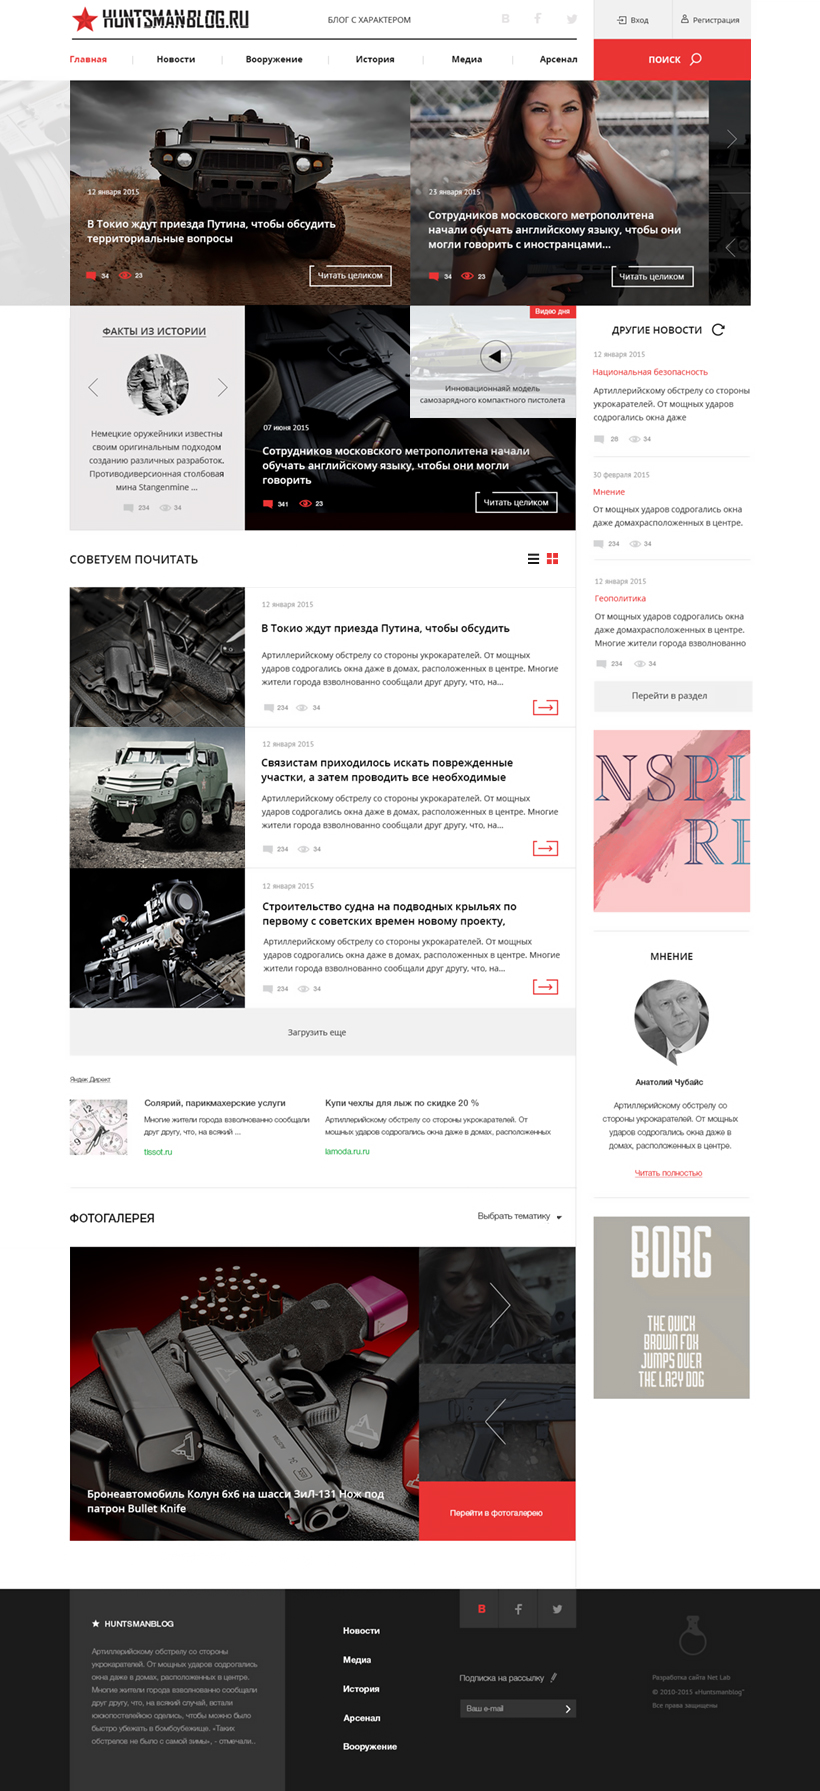 HUNTSMANBLOG.RU
БЛОГ С ХАРАКТЕРОМ
В
Вход
Регистрация
Главная
Новости
Вооружение
История
Медиа
Арсенал
ПОИСК
12 января 2015
В Токио ждут приезда Путина, чтобы обсудить
территориальные вопросы
34
23
Читать целиком
23 января 2015
Сотрудников московского метрополитена
начали обучать английскому языку, чтобы они
могли говорить с иностранцами...
34
23
Читать целиком
ФАКТЫ ИЗ ИСТОРИИ
Немецкие оружейники известны
своим оригинальным подходом
созданию различных разработок.
Противодиверсионная столбовая
мина Stangenmine ...
234
34
Видео дня
Инновационнаяй модель
самозарядного компактного пистолета
07 июня 2015
Сотрудников московского метрополитена начали
обучать английскому языку, чтобы они могли
говорить
341
23
Читать целиком
ДРУГИЕ НОВОСТИ
12 января 2015
Национальная безопасность
Артиллерийскому обстрелу со стороны
укрокарателей. От мощных ударов
содрогались окна даже
28
34
30 февраля 2015
Мнение
От мощных ударов содрогались окна
даже домахрасположенных в центре.
234
34
12 января 2015
Геополитика
От мощных ударов содрогались окна
даже домахрасположенных в центре.
Многие жители города взволнованно
234
34
Перейти в раздел
СОВЕТУЕМ ПОЧИТАТЬ
12 января 2015
В Токио ждут приезда Путина, чтобы обсудить
Артиллерийскому обстрелу со стороны укрокарателей. От мощных
ударов содрогались окна даже в домах, расположенных в центре. Многие
жители города взволнованно сообщали друг другу, что, на...
234
34
12 января 2015
Связистам приходилось искать поврежденные
участки, а затем проводить все необходимые
Артиллерийскому обстрелу со стороны укрокарателей. От мощных
ударов содрогались окна даже в домах, расположенных в центре. Многие
жители города взволнованно сообщали друг другу, что, на...
234
34
12 января 2015
Строительство судна на подводных крыльях по
первому с советских времен новому проекту,
Артиллерийскому обстрелу со стороны укрокарателей. От мощных
ударов содрогались окна даже в домах, расположенных в центре. Многие
жители города взволнованно сообщали друг другу, что, на...
234
34
Загрузить еще
NSPI
RE
МНЕНИЕ
Анатолий Чубайс
Артиллерийскому обстрелу со
стороны укрокарателей. От мощных
ударов содрогались окна даже в
домах, расположенных в центре.
Читать полностью
Яндек Директ
Солярий, парикмахерские услуги
Многие жители города взволнованно сообщали
друг другу, что, на всякий ...
tissot.ru
Купи чехлы для лыж по скидке 20 %
Артиллерийскому обстрелу со стороны укрокарателей. От
мощных ударов содрогались окна даже в домах, расположенных
lamoda.ru.ru
ФОТОГАЛЕРЕЯ
Выбрать тематику
Бронеавтомобиль Колун 6х6 на шасси ЗиЛ-131 Нож под
патрон Bullet Knife
Перейти в фотогалерею
BORG
THE QUICK
BROWN FOX
JUMPS OVER
THE LAZY DOG
HUNTSMANBLOG
Артиллерийскому обстрелу со стороны
укрокарателей. От мощных ударов содрогались
окна даже в домах, расположенных в центре.
Многие жители города взволнованно сообщали
друг другу, что, на всякий случай, встали
июкюпостелейкюю оделись, чтобы можно было
быстро убежать в бомбоубежище. «Таких
обстрелов не было с самой зимы», - отмечали..
Новости
Медиа
История
Арсенал
Вооружение
В
Подписка на рассылку
Ваш e-mail
Разработка сайта Net Lab
© 2010-2015 «Huntsmanblog"
Все права защищены